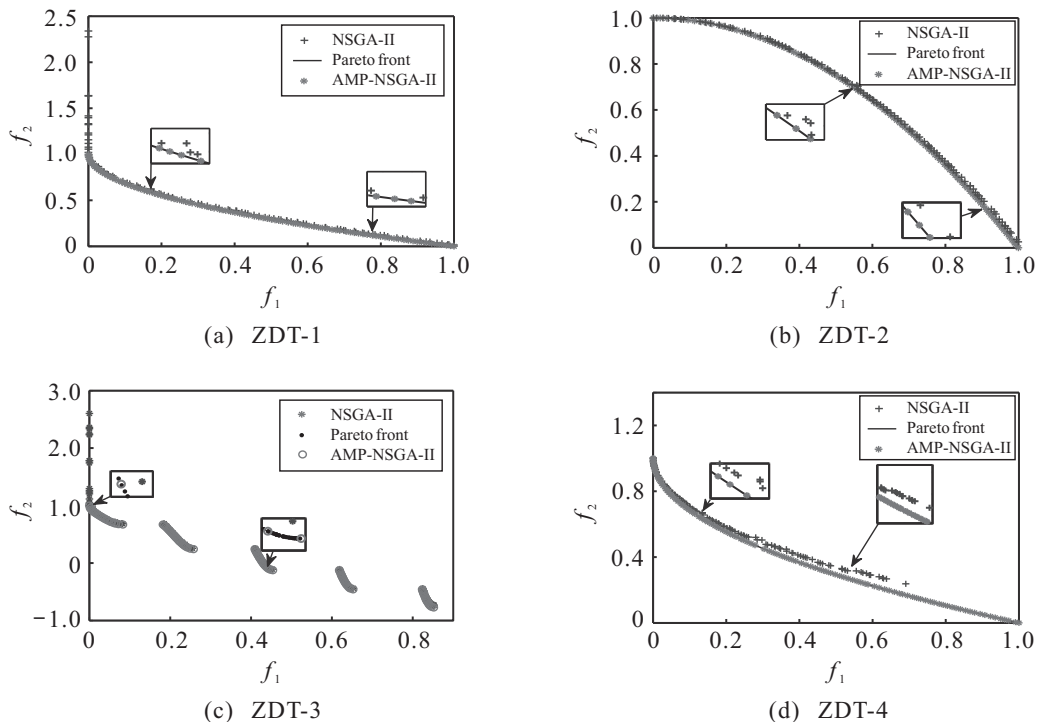 2.5
2.0
1.5
1.0
0.5
0
f₂
0
0.2
0.4
0.6
0.8
1.0
f₁
NSGA-II
Pareto front
AMP-NSGA-II
(a) ZDT-1
1.0
0.8
0.6
0.4
0.2
0
f₂
0
0.2
0.4
0.6
0.8
1.0
f₁
NSGA-II
Pareto front
AMP-NSGA-II
(b) ZDT-2
3.0
2.0
1.0
0
−1.0
f₂
0
0.2
0.4
0.6
0.8
f₁
NSGA-II
Pareto front
AMP-NSGA-II
(c) ZDT-3
1.2
0.8
0.4
0
f₂
0
0.2
0.4
0.6
0.8
1.0
f₁
NSGA-II
Pareto front
AMP-NSGA-II
(d) ZDT-4